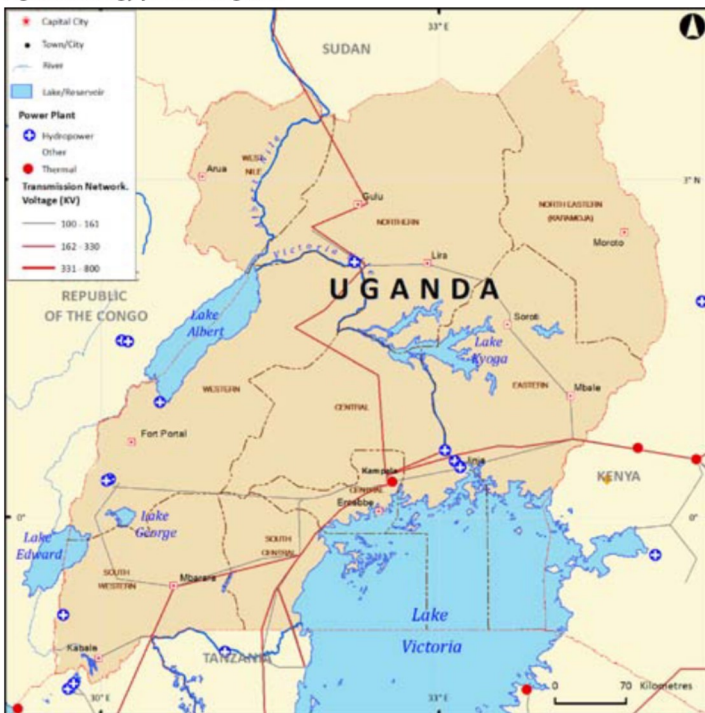 Capital City
Town/City
River
Lake/Reservoir
Power Plant
Hydropower
Other
Thermal
Transmission Network.
Voltage (KV)
100 - 161
162 - 330
331 - 800
33° E
SUDAN
3° N
Arua
WEST
NILE
Albert Nile
Gulu
NORTHERN
NORTH EASTERN
(KARAMOJA)
Moroto
Victoria Nile
Lira
UGANDA
REPUBLIC
OF THE CONGO
Lake
Albert
Soroti
Lake
Kyoga
WESTERN
EASTERN
Mbale
CENTRAL
Fort Portal
Kampala
Jinja
KENYA
CENTRAL
Entebbe
0°
0°
Lake
George
Lake
Edward
SOUTH
CENTRAL
SOUTH
WESTERN
Mbarara
Lake
Victoria
Kabale
TANZANIA
30° E
33° E
0 70 Kilometres